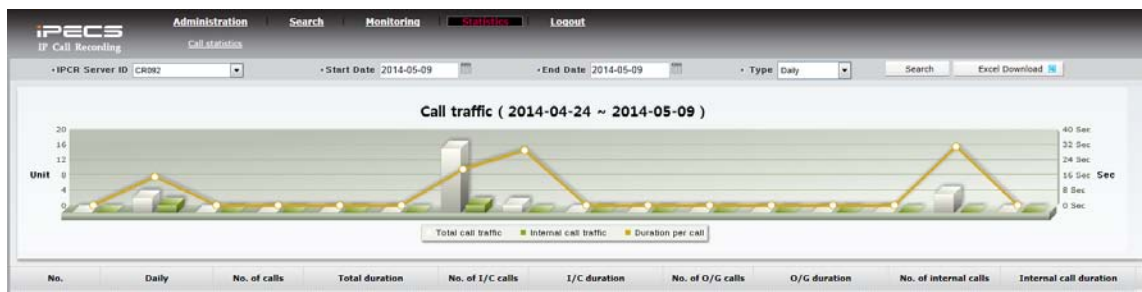 Administration Search Monitoring Statistics Logout
iPECS
IP Call Recording
Call statistics
•IPCR Server ID CR092 •Start Date 2014-05-09 •End Date 2014-05-09 • Type Daily Search Excel Download
Call traffic ( 2014-04-24 ~ 2014-05-09 )
20 40 Sec
16 32 Sec
12 24 Sec
Unit 8 16 Sec Sec
4 8 Sec
0 0 Sec
Total call traffic Internal call traffic Duration per call
No. Daily No. of calls Total duration No. of I/C calls I/C duration No. of O/G calls O/G duration No. of internal calls Internal call duration